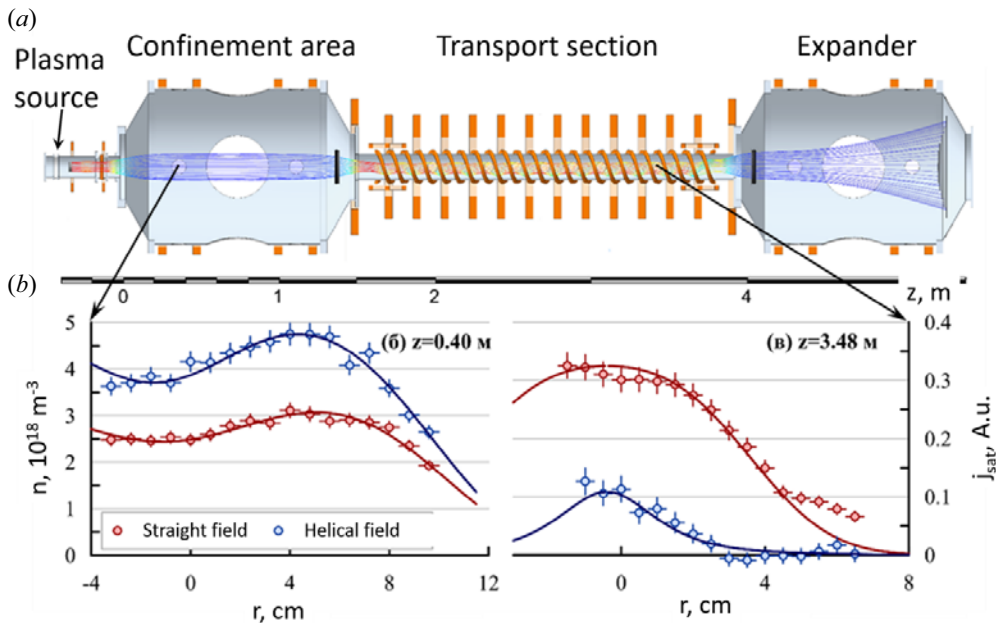 (a)
Confinement area
Transport section
Expander
Plasma
source
0
1
2
4
z, m
(b)
5
4
3
2
1
0
n, 10¹⁸ m⁻³
(б) z=0.40 м
Straight field
Helical field
-4
0
4
8
12
r, cm
(в) z=3.48 м
0.4
0.3
0.2
0.1
0
j_sat, A.u.
0
4
8
r, cm